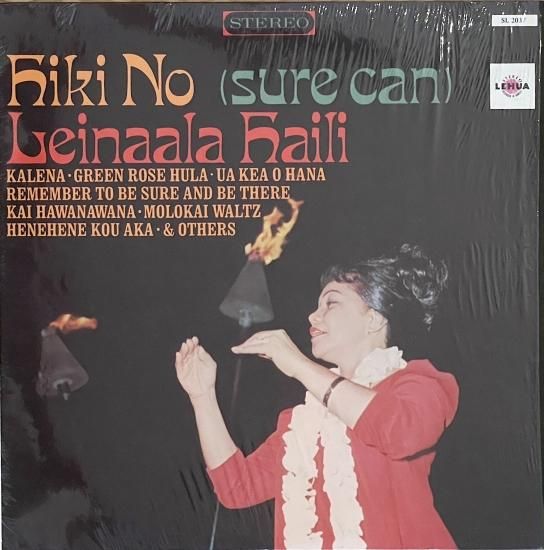 STEREO
SL 2037
LEHUA
Hiki No (sure can)
Leinaala Haili
KALENA · GREEN ROSE HULA · UA KEA O HANA
REMEMBER TO BE SURE AND BE THERE
KAI HAWANAWANA · MOLOKAI WALTZ
HENEHENE KOU AKA · & OTHERS